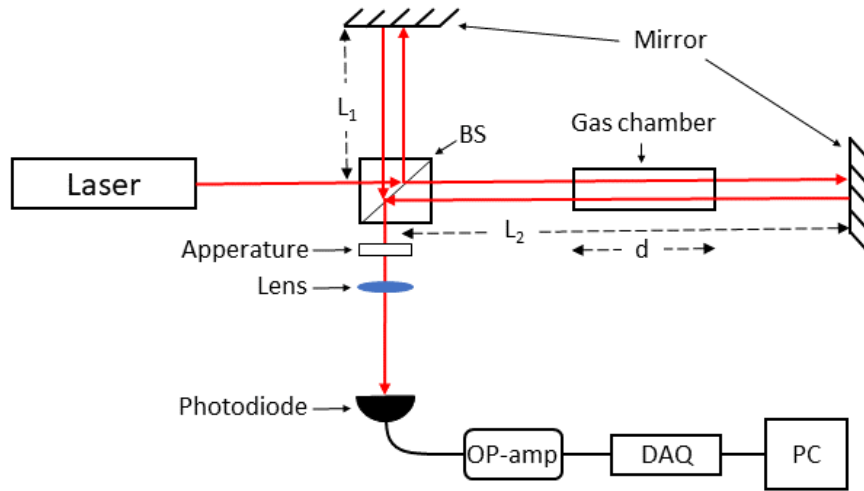 Mirror
L1
BS
Gas chamber
Laser
L2
d
Apperature
Lens
Photodiode
OP-amp
DAQ
PC